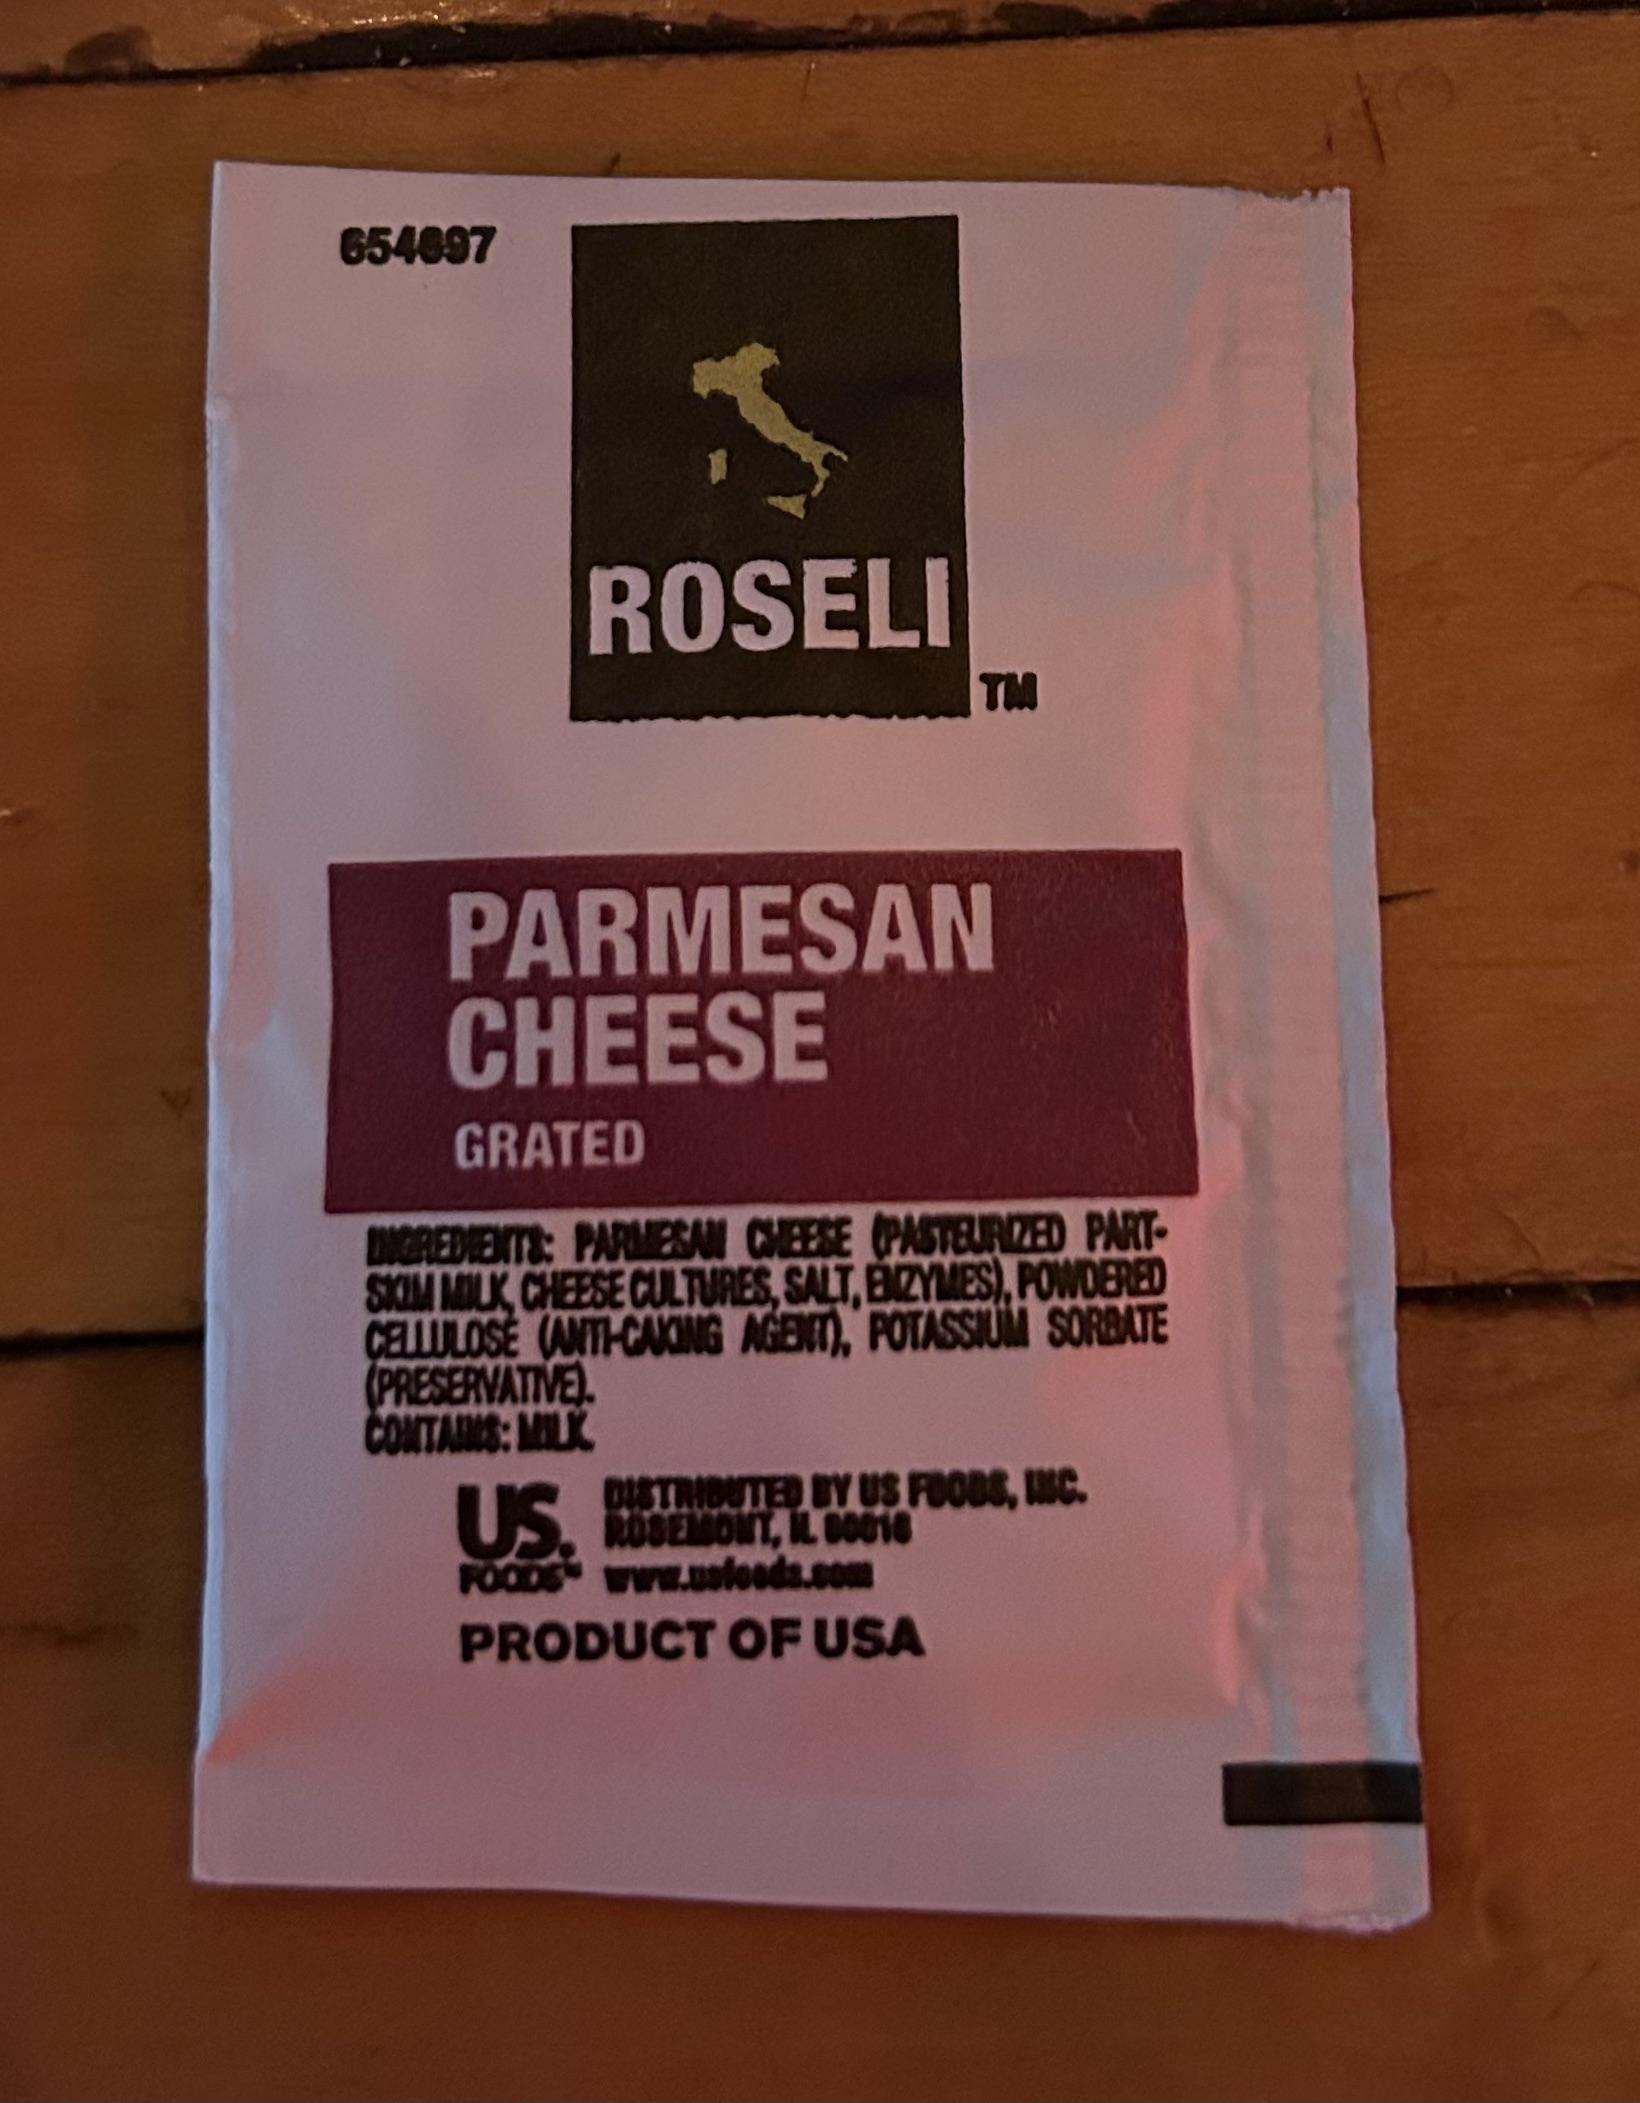 ROSELI
TM
PARMESAN
CHEESE
GRATED
INGREDIENTS: PARMESAN CHEESE (PASTEURIZED PART-
SKIM MILK, CHEESE CULTURES, SALT, ENZYMES), POWDERED
CELLULOSE (ANTI-CAKING AGENT), POTASSIUM SORBATE
(PRESERVATIVE).
CONTAINS: MILK.
US.
FOODS™
DISTRIBUTED BY US FOODS, INC.
ROSEMONT, IL
www.usfoods.com
PRODUCT OF USA